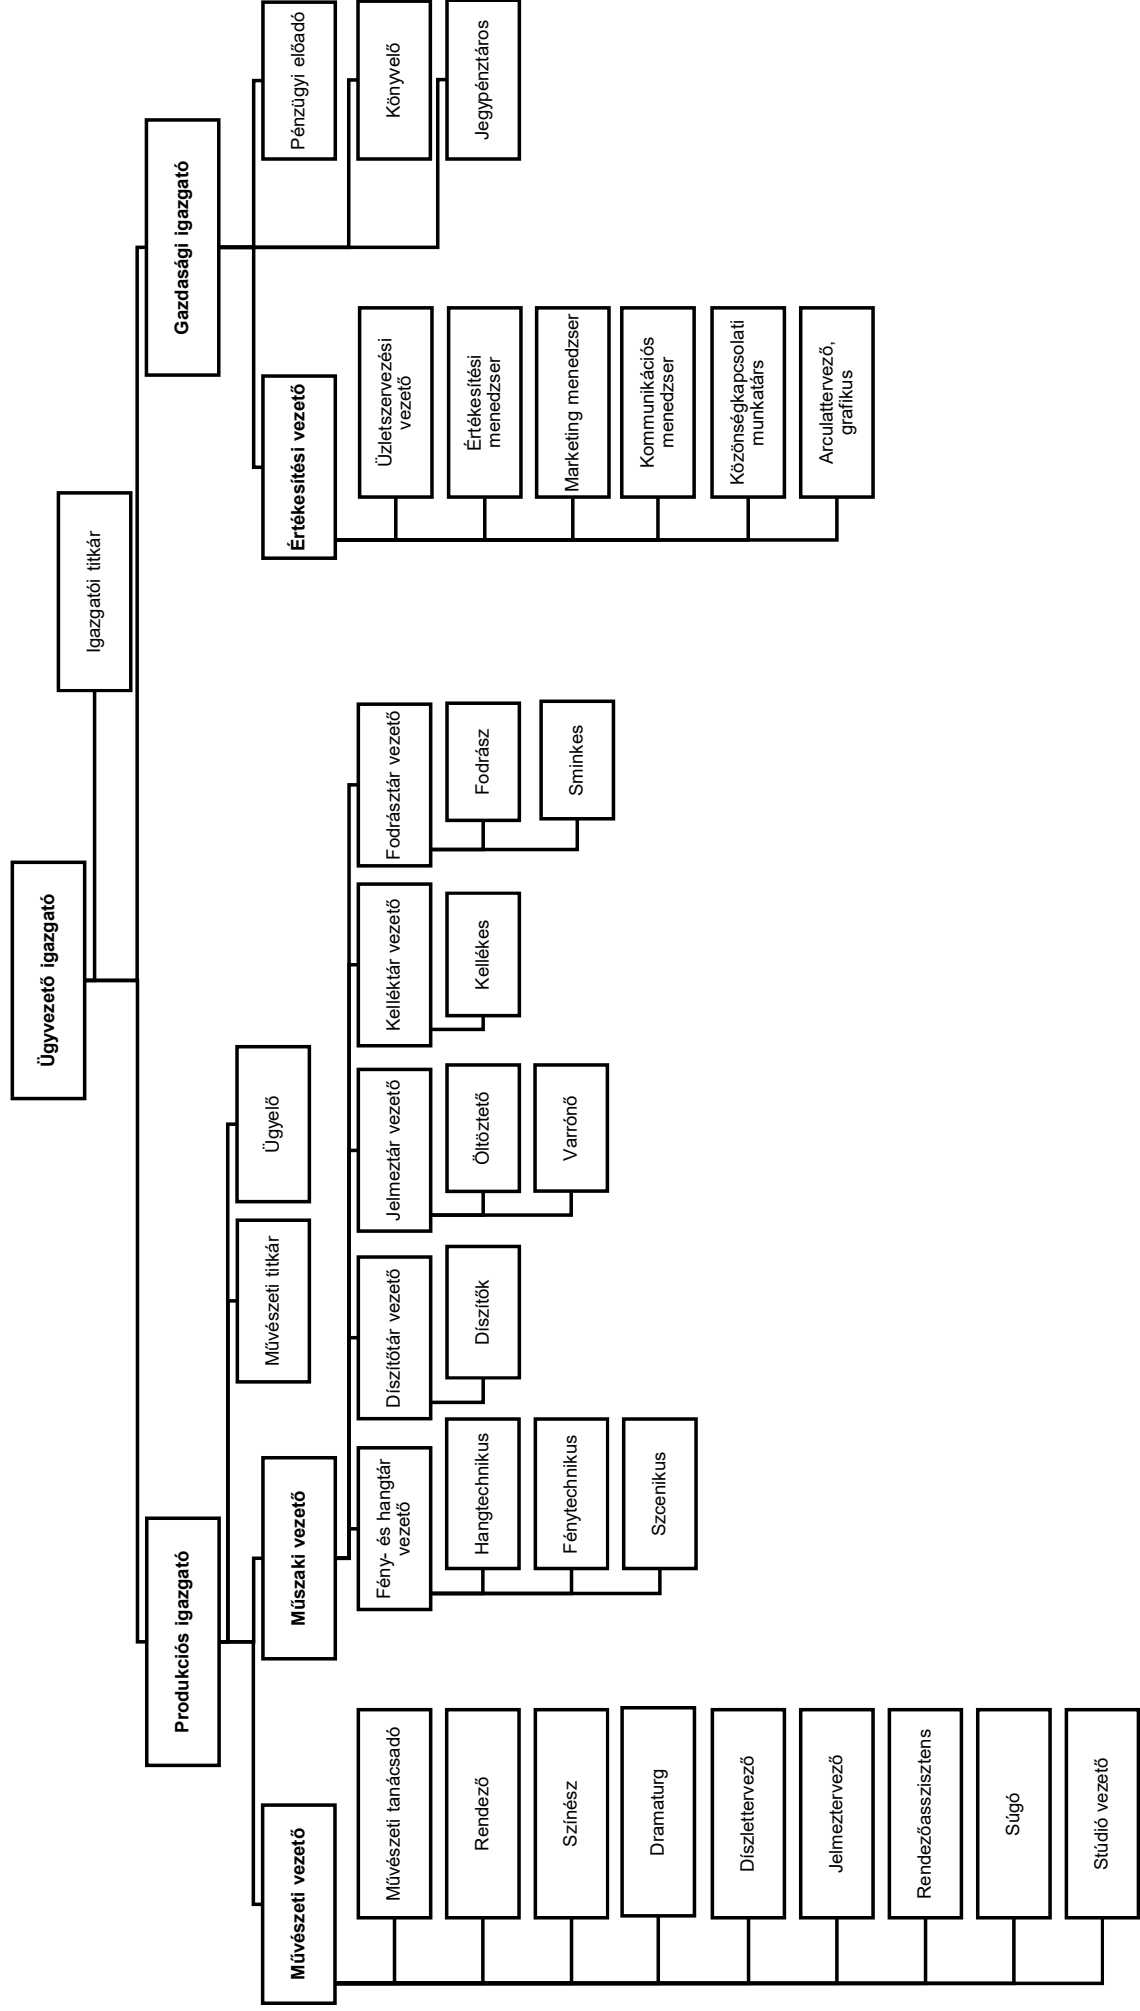 Ügyvezető igazgató
Igazgatói titkár
Produkciós igazgató
Gazdasági igazgató
Művészeti titkár
Ügyelő
Művészeti vezető
Műszaki vezető
Értékesítési vezető
Pénzügyi előadó
Könyvelő
Jegypénztáros
Művészeti tanácsadó
Rendező
Színész
Dramaturg
Díszlettervező
Jelmeztervező
Rendezőasszisztens
Súgó
Stúdió vezető
Fény- és hangtár
vezető
Hangtechnikus
Fénytechnikus
Szcenikus
Díszítőtár vezető
Díszítők
Jelmeztár vezető
Öltöztető
Varrónő
Kelléktár vezető
Kellékes
Fodrásztár vezető
Fodrász
Sminkes
Üzletszervezési
vezető
Értékesítési
menedzser
Marketing menedzser
Kommunikációs
menedzser
Közönségkapcsolati
munkatárs
Arculattervező,
grafikus